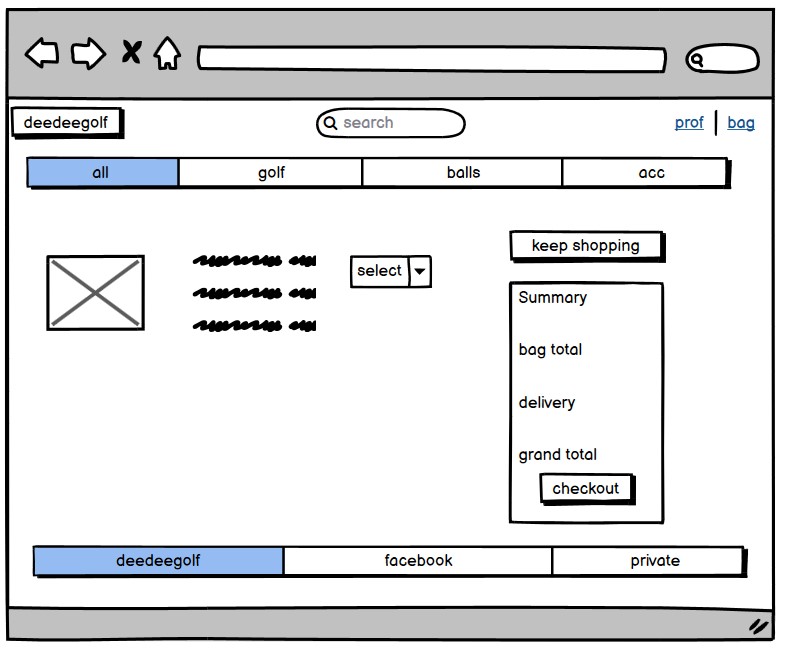 deedeegolf
search
prof
bag
all golf balls acc
select
keep shopping
Summary
bag total
delivery
grand total
checkout
deedeegolf facebook private